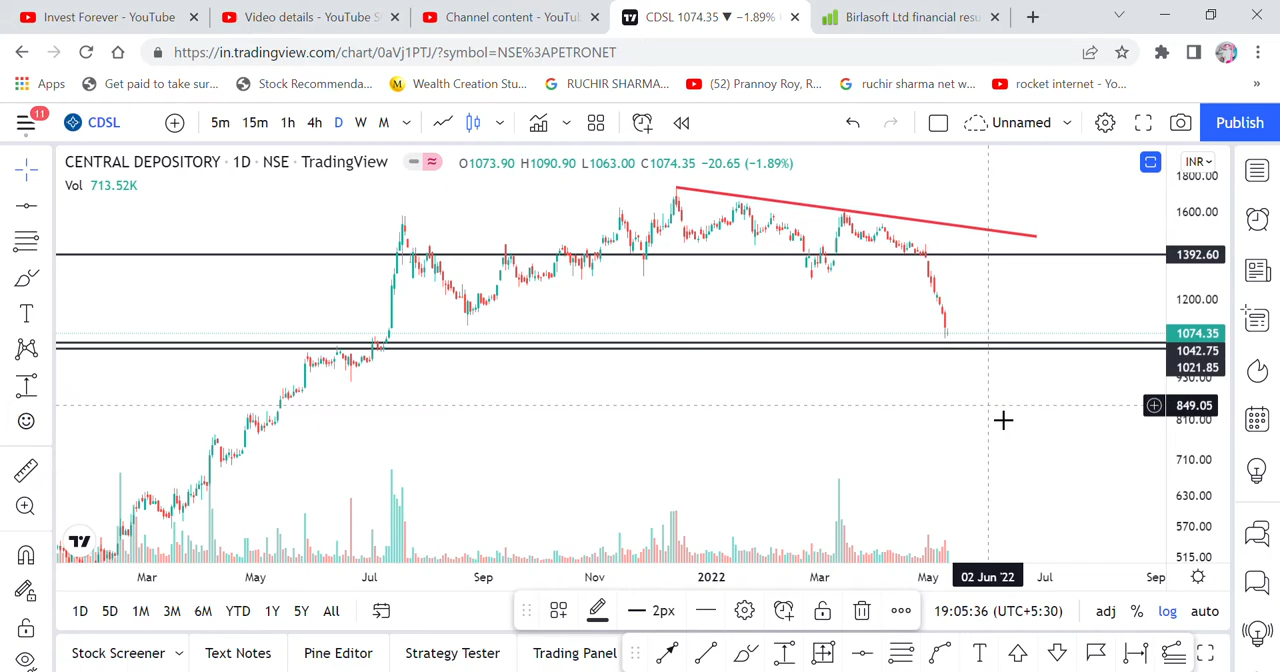 Invest Forever - YouTube
Video details - YouTube S
Channel content - YouTu
CDSL 1074.35 ▼ −1.89%
Birlasoft Ltd financial resu
https://in.tradingview.com/chart/0aVj1PTJ/?symbol=NSE%3APETRONET
Apps
Get paid to take sur...
Stock Recommenda...
Wealth Creation Stu...
RUCHIR SHARMA...
(52) Prannoy Roy, R...
ruchir sharma net w...
rocket internet - Yo...
»
11
CDSL
5m 15m 1h 4h D W M
Unnamed
Publish
CENTRAL DEPOSITORY · 1D · NSE · TradingView
O1073.90 H1090.90 L1063.00 C1074.35 −20.65 (−1.89%)
Vol 713.52K
INR
1800.00
1600.00
1392.60
1200.00
1074.35
1042.75
1021.85
930.00
849.05
810.00
710.00
630.00
570.00
515.00
Mar May Jul Sep Nov 2022 Mar May 02 Jun '22 Jul Sep
1D 5D 1M 3M 6M YTD 1Y 5Y All
2px
19:05:36 (UTC+5:30)
adj % log auto
Stock Screener
Text Notes
Pine Editor
Strategy Tester
Trading Panel